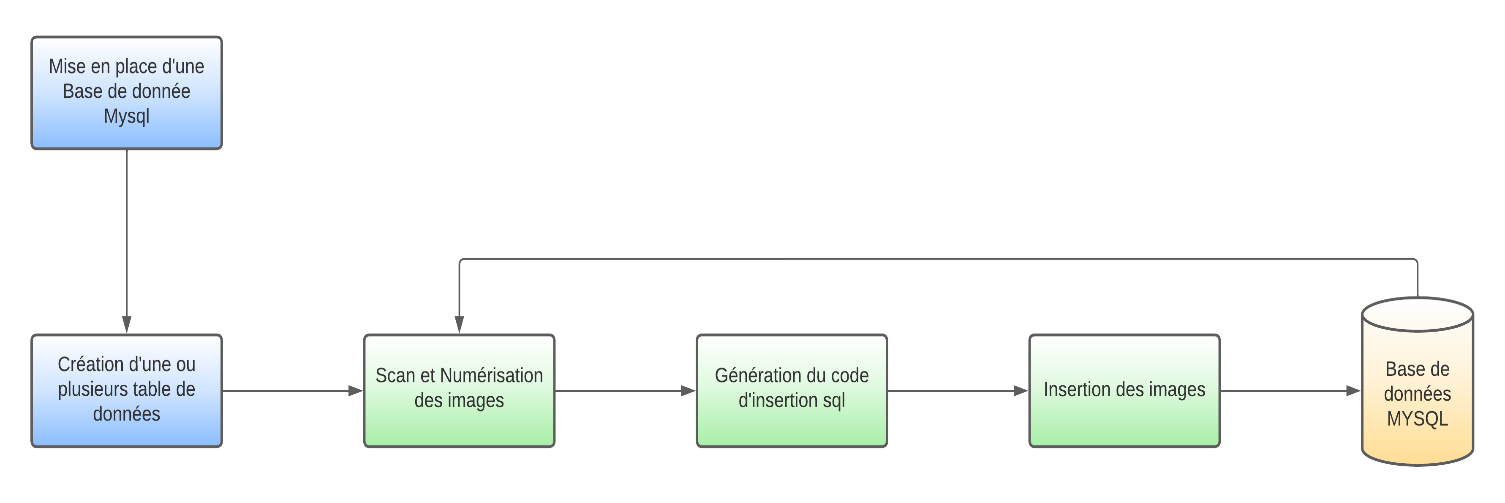 Mise en place d'une
Base de donnée
Mysql
Création d'une ou
plusieurs table de
données
Scan et Numérisation
des images
Génération du code
d'insertion sql
Insertion des images
Base de
données
MYSQL